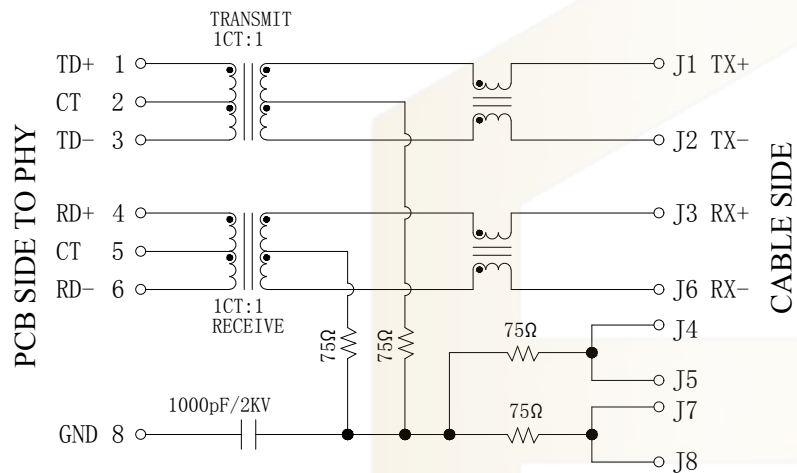 TRANSMIT
1CT:1
TD+ 1
J1 TX+
CT 2
TD- 3
J2 TX-
RD+ 4
J3 RX+
CT 5
RD- 6
J6 RX-
1CT:1
RECEIVE
75Ω
75Ω
75Ω
J4
J5
1000pF/2KV
75Ω
J7
GND 8
J8
PCB SIDE TO PHY
CABLE SIDE